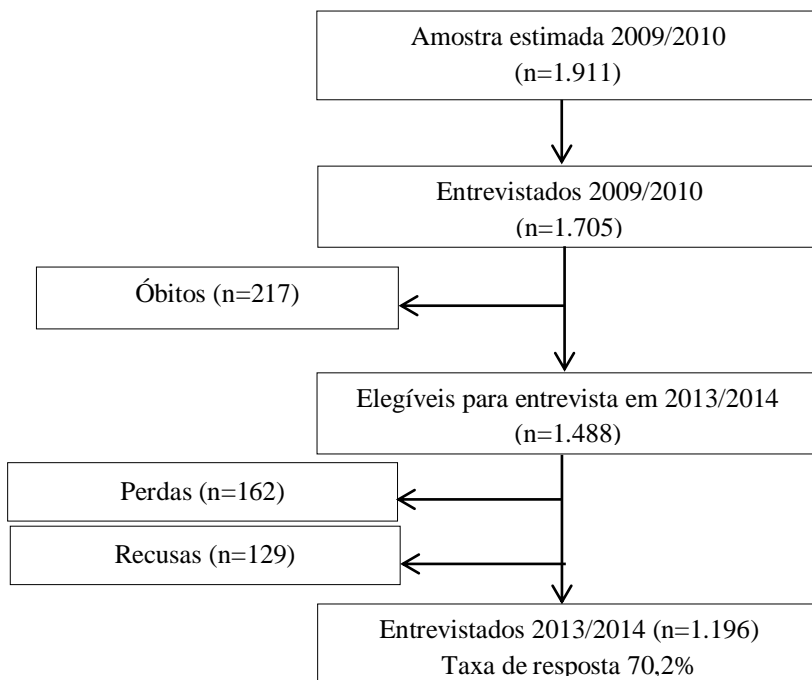 Amostra estimada 2009/2010
(n=1.911)
Entrevistados 2009/2010
(n=1.705)
Óbitos (n=217)
Elegíveis para entrevista em 2013/2014
(n=1.488)
Perdas (n=162)
Recusas (n=129)
Entrevistados 2013/2014 (n=1.196)
Taxa de resposta 70,2%